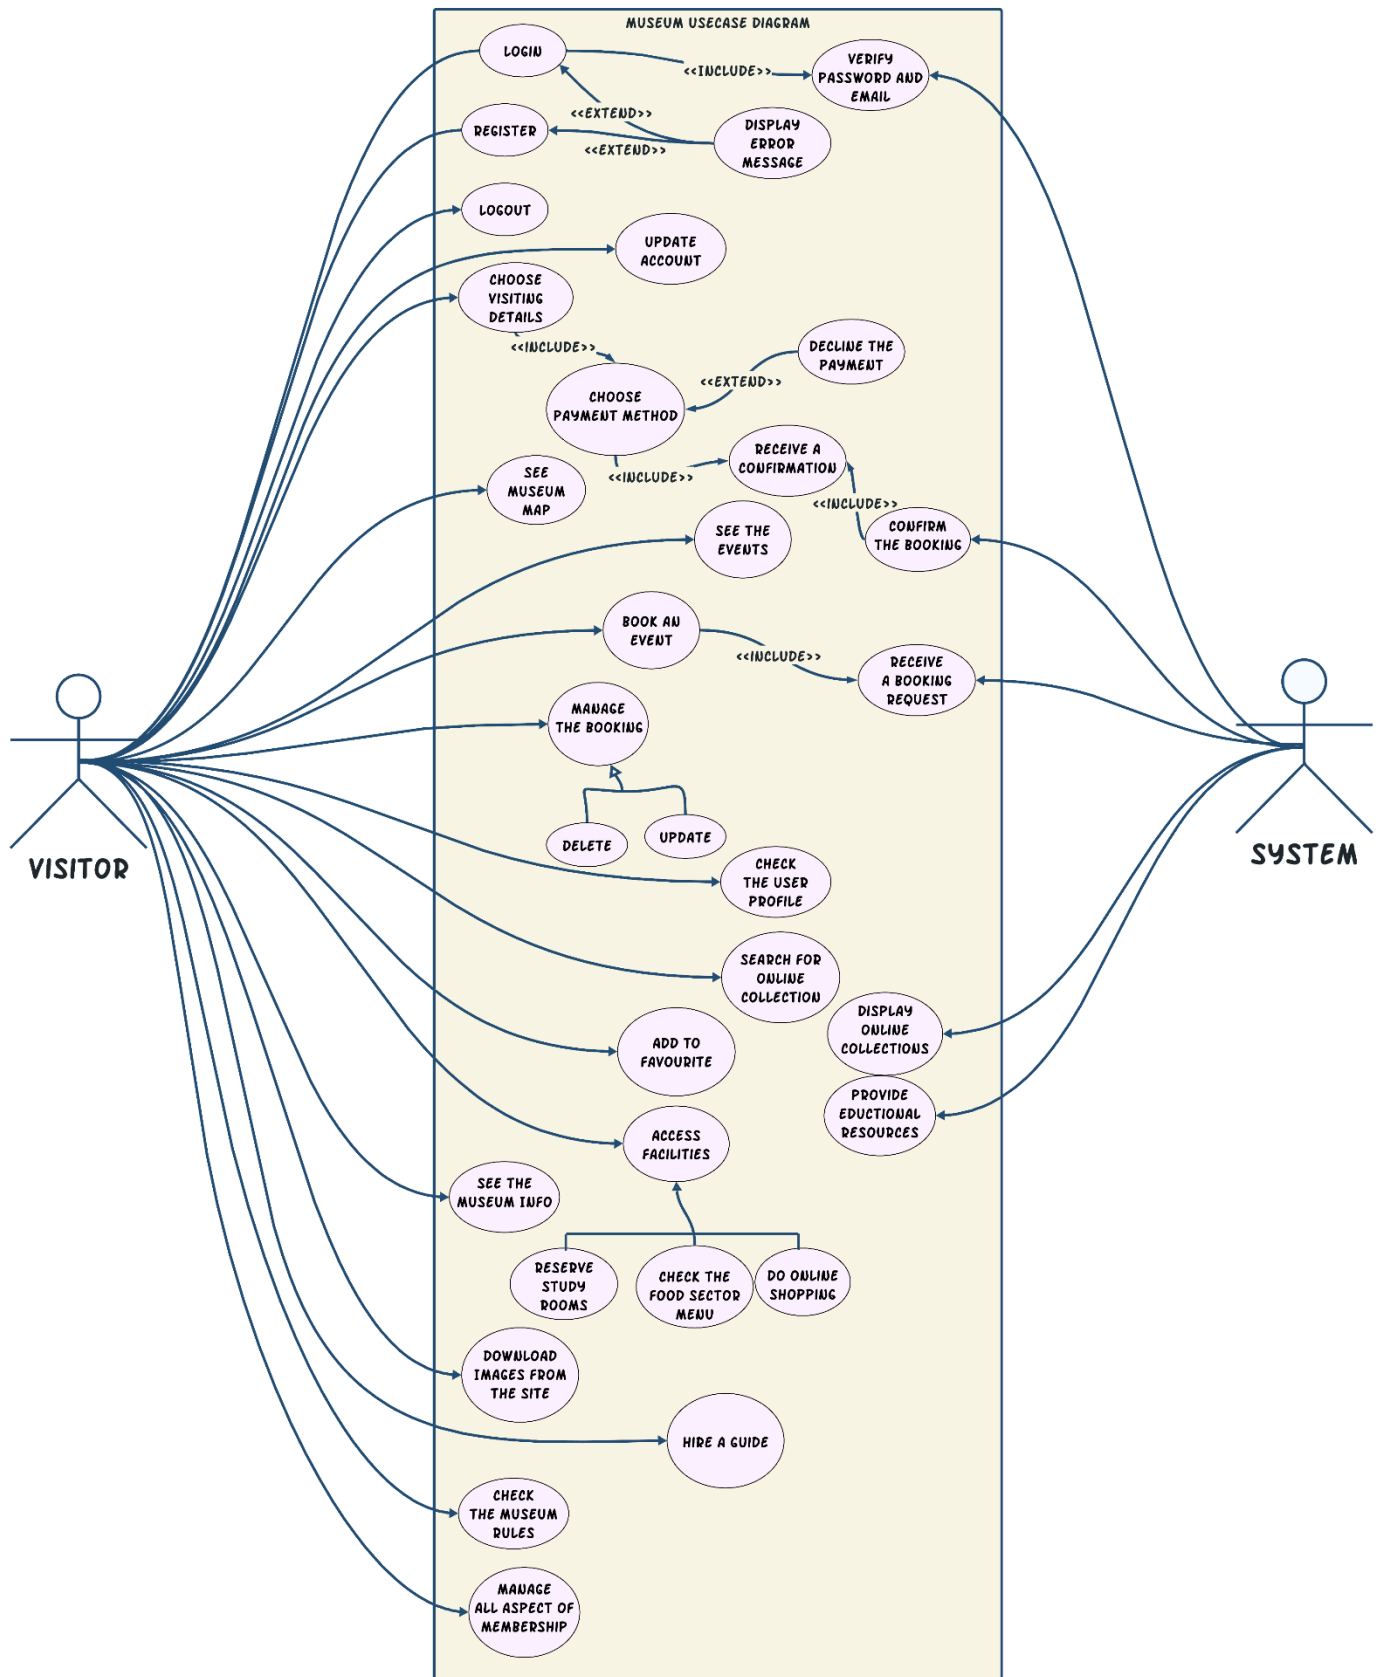 MUSEUM USECASE DIAGRAM
LOGIN
<<INCLUDE>>
VERIFY
PASSWORD AND
EMAIL
<<EXTEND>>
REGISTER
<<EXTEND>>
DISPLAY
ERROR
MESSAGE
LOGOUT
UPDATE
ACCOUNT
CHOOSE
VISITING
DETAILS
<<INCLUDE>>
DECLINE THE
PAYMENT
<<EXTEND>>
CHOOSE
PAYMENT METHOD
RECEIVE A
CONFIRMATION
<<INCLUDE>>
SEE
MUSEUM
MAP
<<INCLUDE>>
SEE THE
EVENTS
CONFIRM
THE BOOKING
BOOK AN
EVENT
<<INCLUDE>>
RECEIVE
A BOOKING
REQUEST
MANAGE
THE BOOKING
DELETE
UPDATE
VISITOR
SYSTEM
CHECK
THE USER
PROFILE
SEARCH FOR
ONLINE
COLLECTION
DISPLAY
ONLINE
COLLECTIONS
ADD TO
FAVOURITE
PROVIDE
EDUCTIONAL
RESOURCES
ACCESS
FACILITIES
SEE THE
MUSEUM INFO
RESERVE
STUDY
ROOMS
CHECK THE
FOOD SECTOR
MENU
DO ONLINE
SHOPPING
DOWNLOAD
IMAGES FROM
THE SITE
HIRE A GUIDE
CHECK
THE MUSEUM
RULES
MANAGE
ALL ASPECT OF
MEMBERSHIP